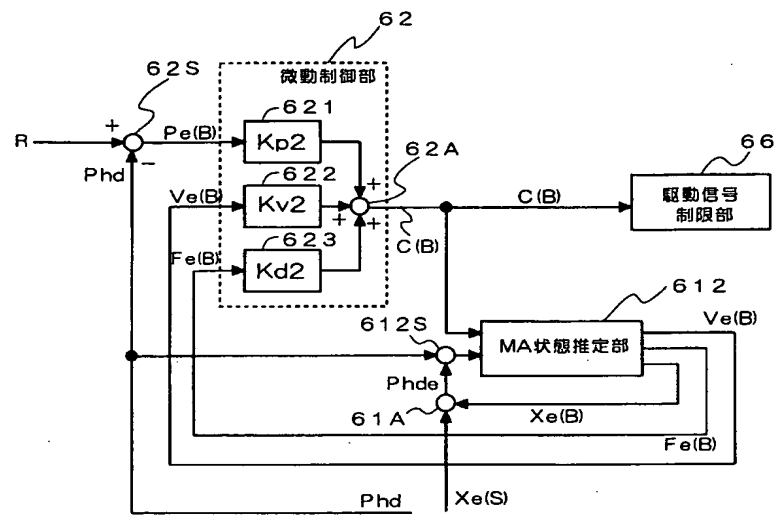 62
62S
微動制御部
66
621
R
+
Pe(B)
Kp2
62A
Phd
−
+
622
駆動信号
制限部
C(B)
Ve(B)
Kv2
+
+
623
C(B)
Fe(B)
Kd2
612
612S
Ve(B)
MA状態推定部
Phde
61A
Xe(B)
Fe(B)
Phd
Xe(S)